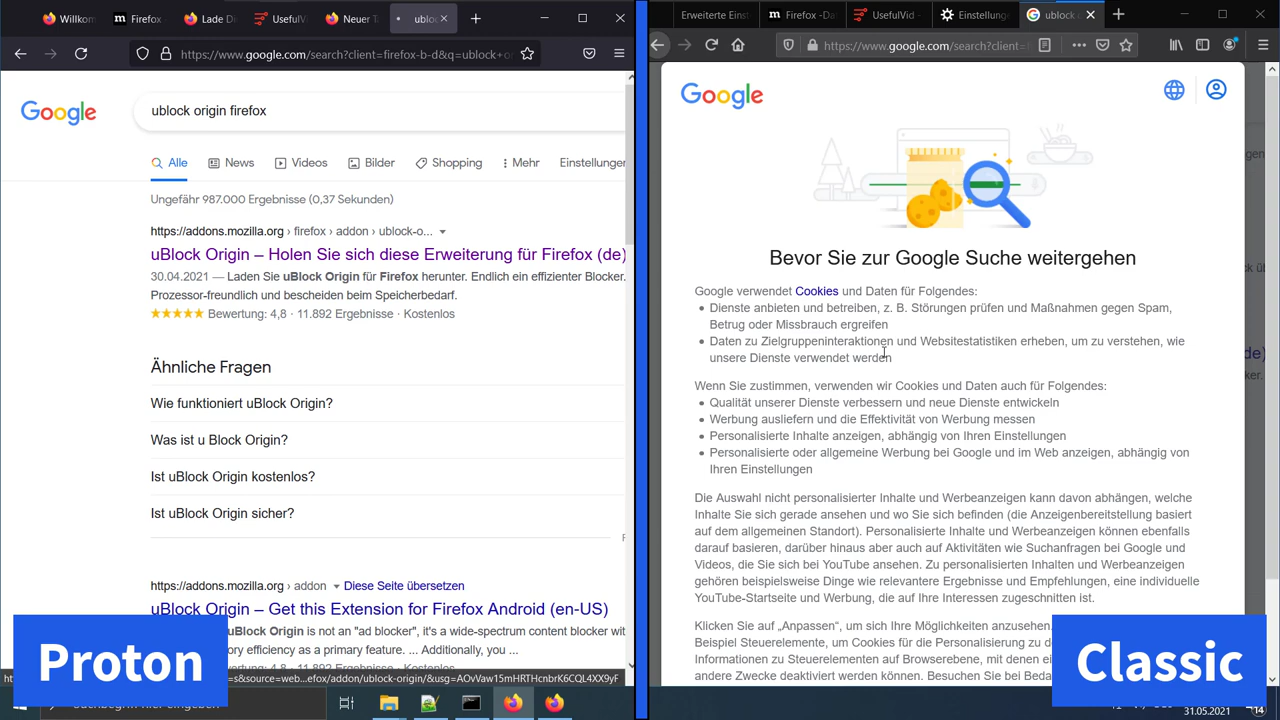 Willkom
Firefox
Lade D
UsefulV
Neuer T
ublo
https://www.google.com/search?client=firefox-b-d&q=ublock+o
Google
ublock origin firefox
Alle
News
Videos
Bilder
Shopping
Mehr
Einstellungen
Ungefähr 987.000 Ergebnisse (0,37 Sekunden)
https://addons.mozilla.org › firefox › addon › ublock-o...
uBlock Origin – Holen Sie sich diese Erweiterung für Firefox (de)
30.04.2021 — Laden Sie uBlock Origin für Firefox herunter. Endlich ein effizienter Blocker.
Prozessor-freundlich und bescheiden beim Speicherbedarf.
Bewertung: 4,8 · 11.892 Ergebnisse · Kostenlos
Ähnliche Fragen
Wie funktioniert uBlock Origin?
Was ist u Block Origin?
Ist uBlock Origin kostenlos?
Ist uBlock Origin sicher?
F
https://addons.mozilla.org › addon
Diese Seite übersetzen
uBlock Origin – Get this Extension for Firefox Android (en-US)
uBlock Origin is not an "ad blocker", it's a wide-spectrum content blocker wit
efficiency as a primary feature. ... Additionally, you ...
Proton
Erweiterte Einst
Firefox -Da
UsefulVid -
Einstellung
ublock o
https://www.google.com/search?client=f
Google
Bevor Sie zur Google Suche weitergehen
Google verwendet Cookies und Daten für Folgendes:
• Dienste anbieten und betreiben, z. B. Störungen prüfen und Maßnahmen gegen Spam,
Betrug oder Missbrauch ergreifen
• Daten zu Zielgruppeninteraktionen und Websitestatistiken erheben, um zu verstehen, wie
unsere Dienste verwendet werden
Wenn Sie zustimmen, verwenden wir Cookies und Daten auch für Folgendes:
• Qualität unserer Dienste verbessern und neue Dienste entwickeln
• Werbung ausliefern und die Effektivität von Werbung messen
• Personalisierte Inhalte anzeigen, abhängig von Ihren Einstellungen
• Personalisierte oder allgemeine Werbung bei Google und im Web anzeigen, abhängig von
Ihren Einstellungen
Die Auswahl nicht personalisierter Inhalte und Werbeanzeigen kann davon abhängen, welche
Inhalte Sie sich gerade ansehen und wo Sie sich befinden (die Anzeigenbereitstellung basiert
auf dem allgemeinen Standort). Personalisierte Inhalte und Werbeanzeigen können ebenfalls
darauf basieren, darüber hinaus aber auch auf Aktivitäten wie Suchanfragen bei Google und
Videos, die Sie sich bei YouTube ansehen. Zu personalisierten Inhalten und Werbeanzeigen
gehören beispielsweise Dinge wie relevantere Ergebnisse und Empfehlungen, eine individuelle
YouTube-Startseite und Werbung, die auf Ihre Interessen zugeschnitten ist.
Klicken Sie auf „Anpassen“, um sich Ihre Möglichkeiten anzusehen.
Beispiel Steuerelemente, um Cookies für die Personalisierung zu d
Informationen zu Steuerelementen auf Browserebene, mit denen ei
andere Zwecke deaktiviert werden können. Besuchen Sie bei Beda
Classic
31.05.2021
14